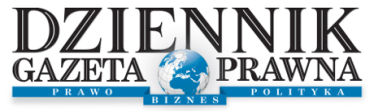 DZIENNIK
GAZETA PRAWNA
PRAWO BIZNES POLITYKA